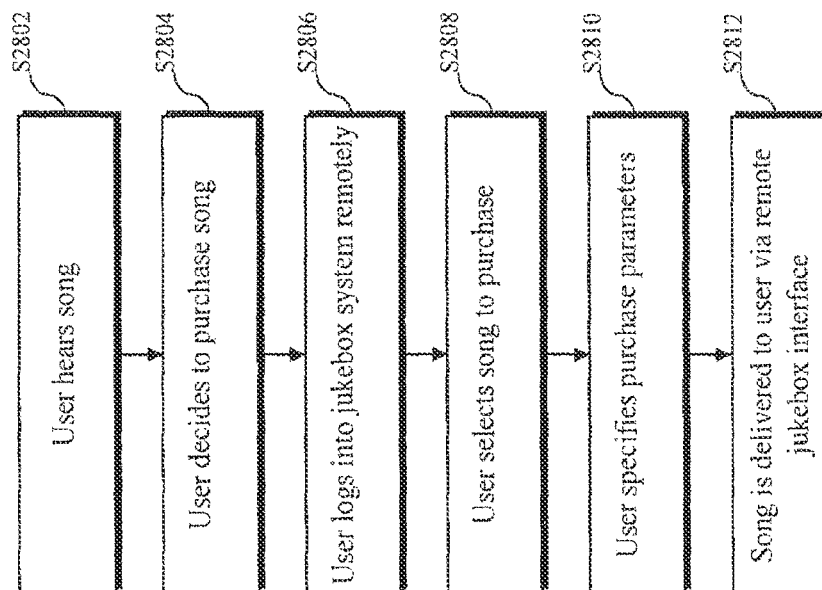 User hears song
S2802
User decides to purchase song
S2804
User logs into jukebox system remotely
S2806
User selects song to purchase
S2808
User specifies purchase parameters
S2810
Song is delivered to user via remote
jukebox interface
S2812